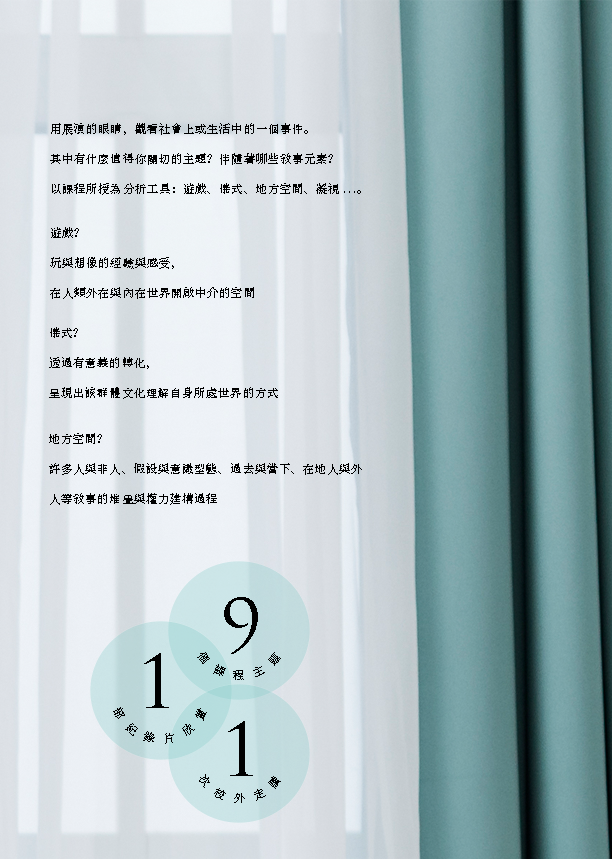 用展演的眼睛，觀看社會上或生活中的一個事件。
其中有什麼值得你關切的主題？伴隨著哪些敘事元素？
以課程所授為分析工具：遊戲、儀式、地方空間、凝視...。
遊戲？
玩與想像的經驗與感受，
在人類外在與內在世界開啟中介的空間
儀式？
透過有意義的轉化，
呈現出該群體文化理解自身所處世界的方式
地方空間？
許多人與非人、假設與意識型態、過去與當下、在地人與外
人等敘事的堆疊與權力建構過程
9
個課程主題
1
部紀錄片欣賞
1
次校外走讀